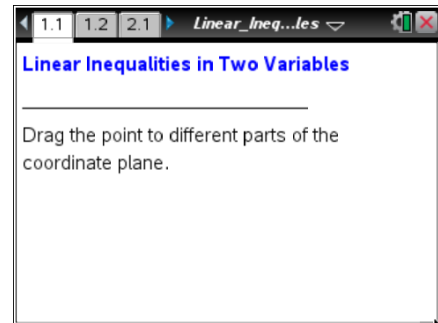 1.1 1.2 2.1 Linear_Ineq...les
Linear Inequalities in Two Variables
Drag the point to different parts of the
coordinate plane.